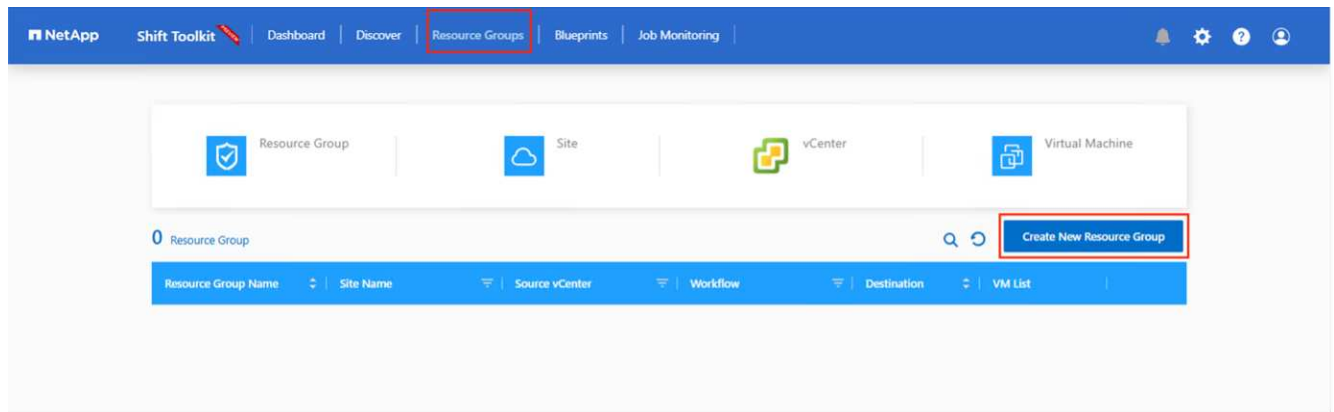 NetApp Shift Toolkit Dashboard Discover Resource Groups Blueprints Job Monitoring
Resource Group Site vCenter Virtual Machine
0 Resource Group Create New Resource Group
Resource Group Name Site Name Source vCenter Workflow Destination VM List